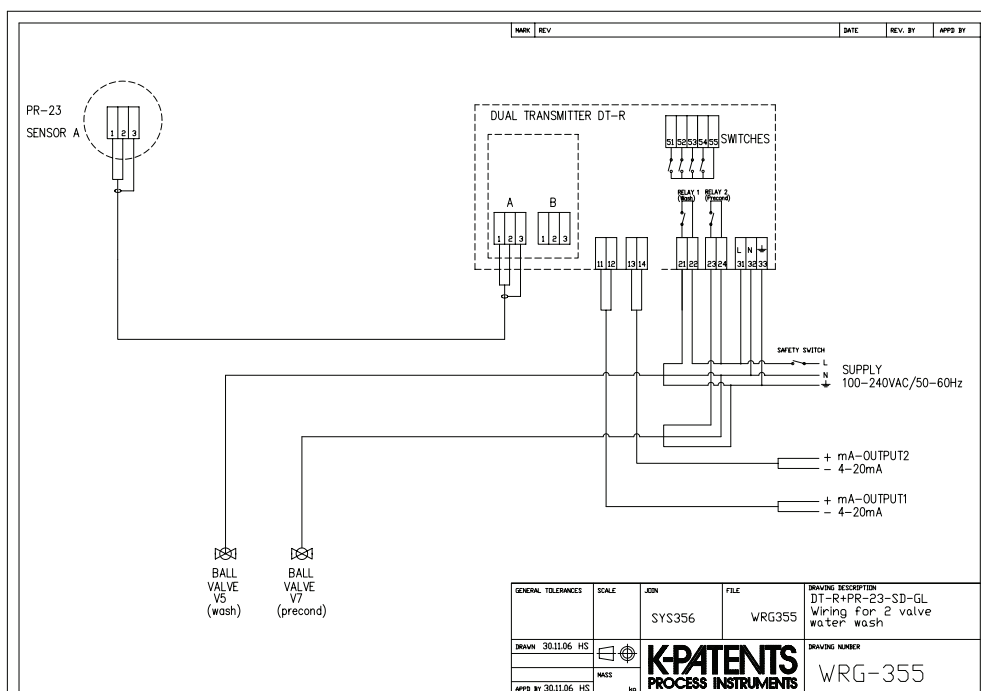 MARK REV DATE REV. BY APPD BY
PR-23
SENSOR A
1 2 3
DUAL TRANSMITTER DT-R
51 52 53 54 55
SWITCHES
RELAY 1 RELAY 2
(Wash) (Precond)
A B
1 2 3 1 2 3
L N
11 12 13 14 21 22 23 24 31 32 33
SAFETY SWITCH
L
N
SUPPLY
100-240VAC/50-60Hz
+ mA-OUTPUT2
- 4-20mA
+ mA-OUTPUT1
- 4-20mA
BALL
VALVE
V5
(wash)
BALL
VALVE
V7
(precond)
GENERAL TOLERANCES
SCALE
JOIN
SYS356
FILE
WRG355
DRAWING DESCRIPTION
DT-R+PR-23-SD-GL
Wiring for 2 valve
water wash
DRAWN 30.11.06 HS
MASS
kg
APPD BY 30.11.06 HS
K-PATENTS
PROCESS INSTRUMENTS
DRAWING NUMBER
WRG-355